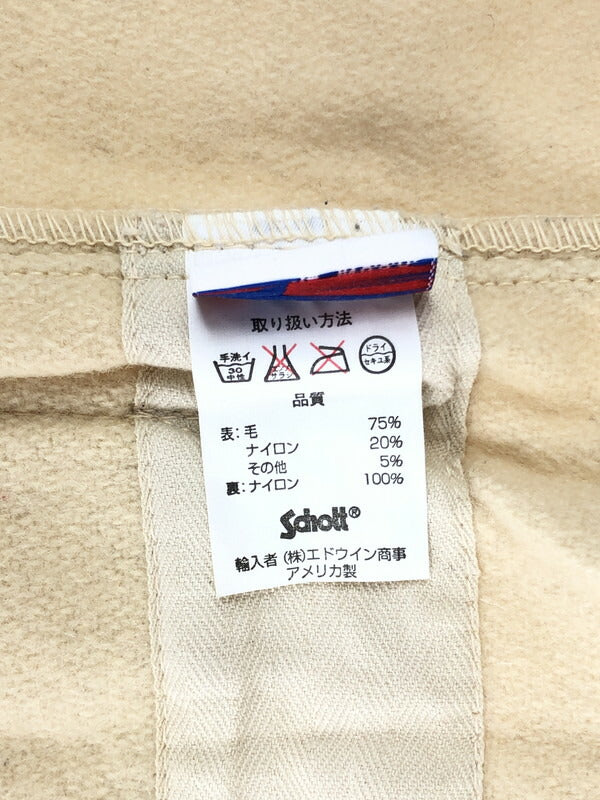 取り扱い方法
手洗イ
30
中性
エンソ
サラシ
ドライ
セキユ系
品質
表:毛 75%
ナイロン 20%
その他 5%
裏:ナイロン 100%
Schott®
輸入者 (株)エドウイン商事
アメリカ製